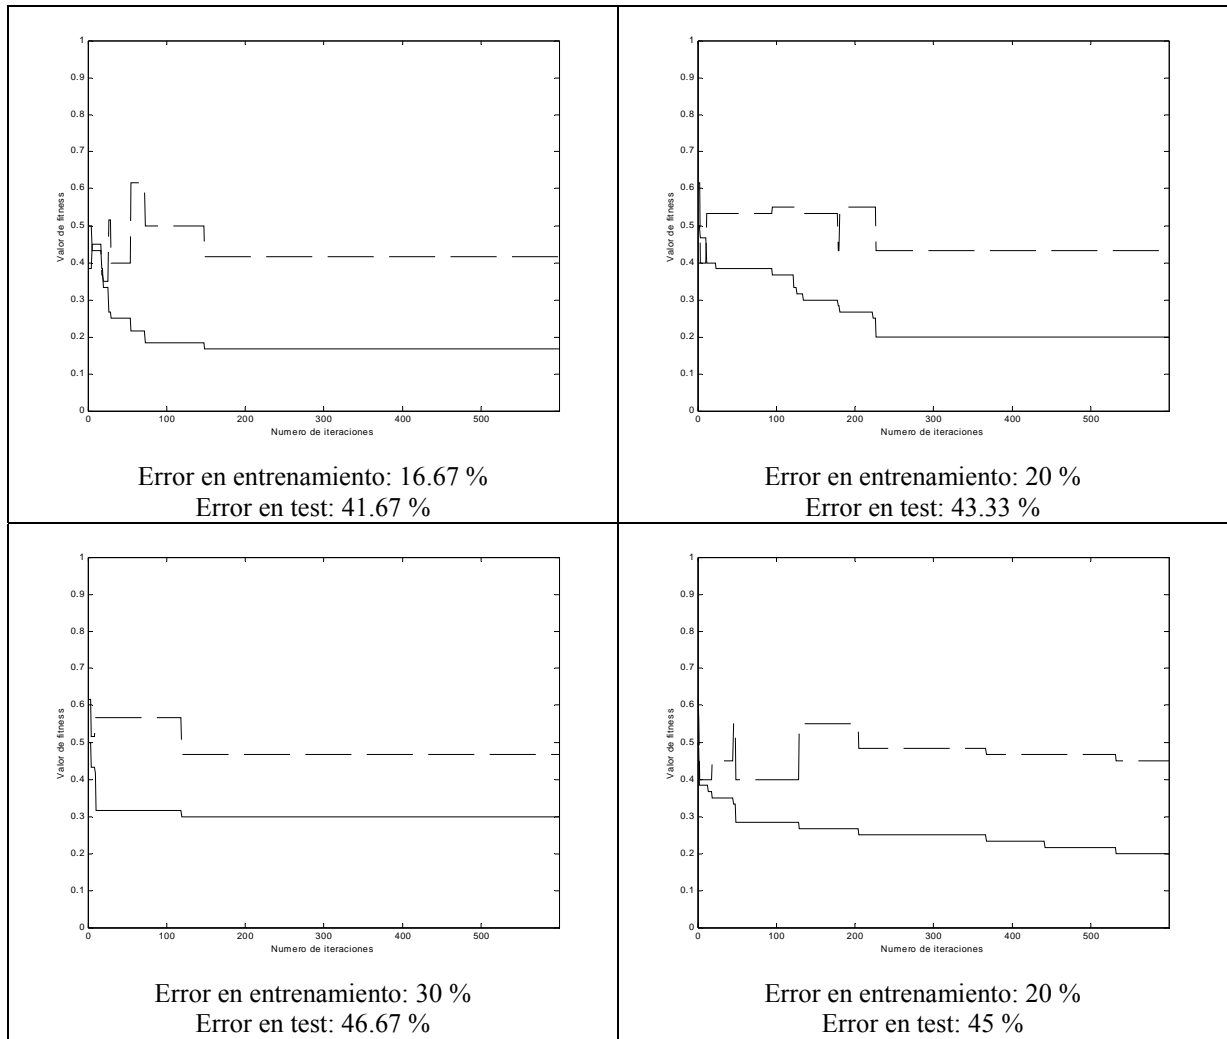 1
0.9
0.8
0.7
0.6
0.5
0.4
0.3
0.2
0.1
0
Valor de fitness
0 100 200 300 400 500
Numero de iteraciones
Error en entrenamiento: 16.67 %
Error en test: 41.67 %
1
0.9
0.8
0.7
0.6
0.5
0.4
0.3
0.2
0.1
0
Valor de fitness
0 100 200 300 400 500
Numero de iteraciones
Error en entrenamiento: 20 %
Error en test: 43.33 %
1
0.9
0.8
0.7
0.6
0.5
0.4
0.3
0.2
0.1
0
Valor de fitness
0 100 200 300 400 500
Numero de iteraciones
Error en entrenamiento: 30 %
Error en test: 46.67 %
1
0.9
0.8
0.7
0.6
0.5
0.4
0.3
0.2
0.1
0
Valor de fitness
0 100 200 300 400 500
Numero de iteraciones
Error en entrenamiento: 20 %
Error en test: 45 %